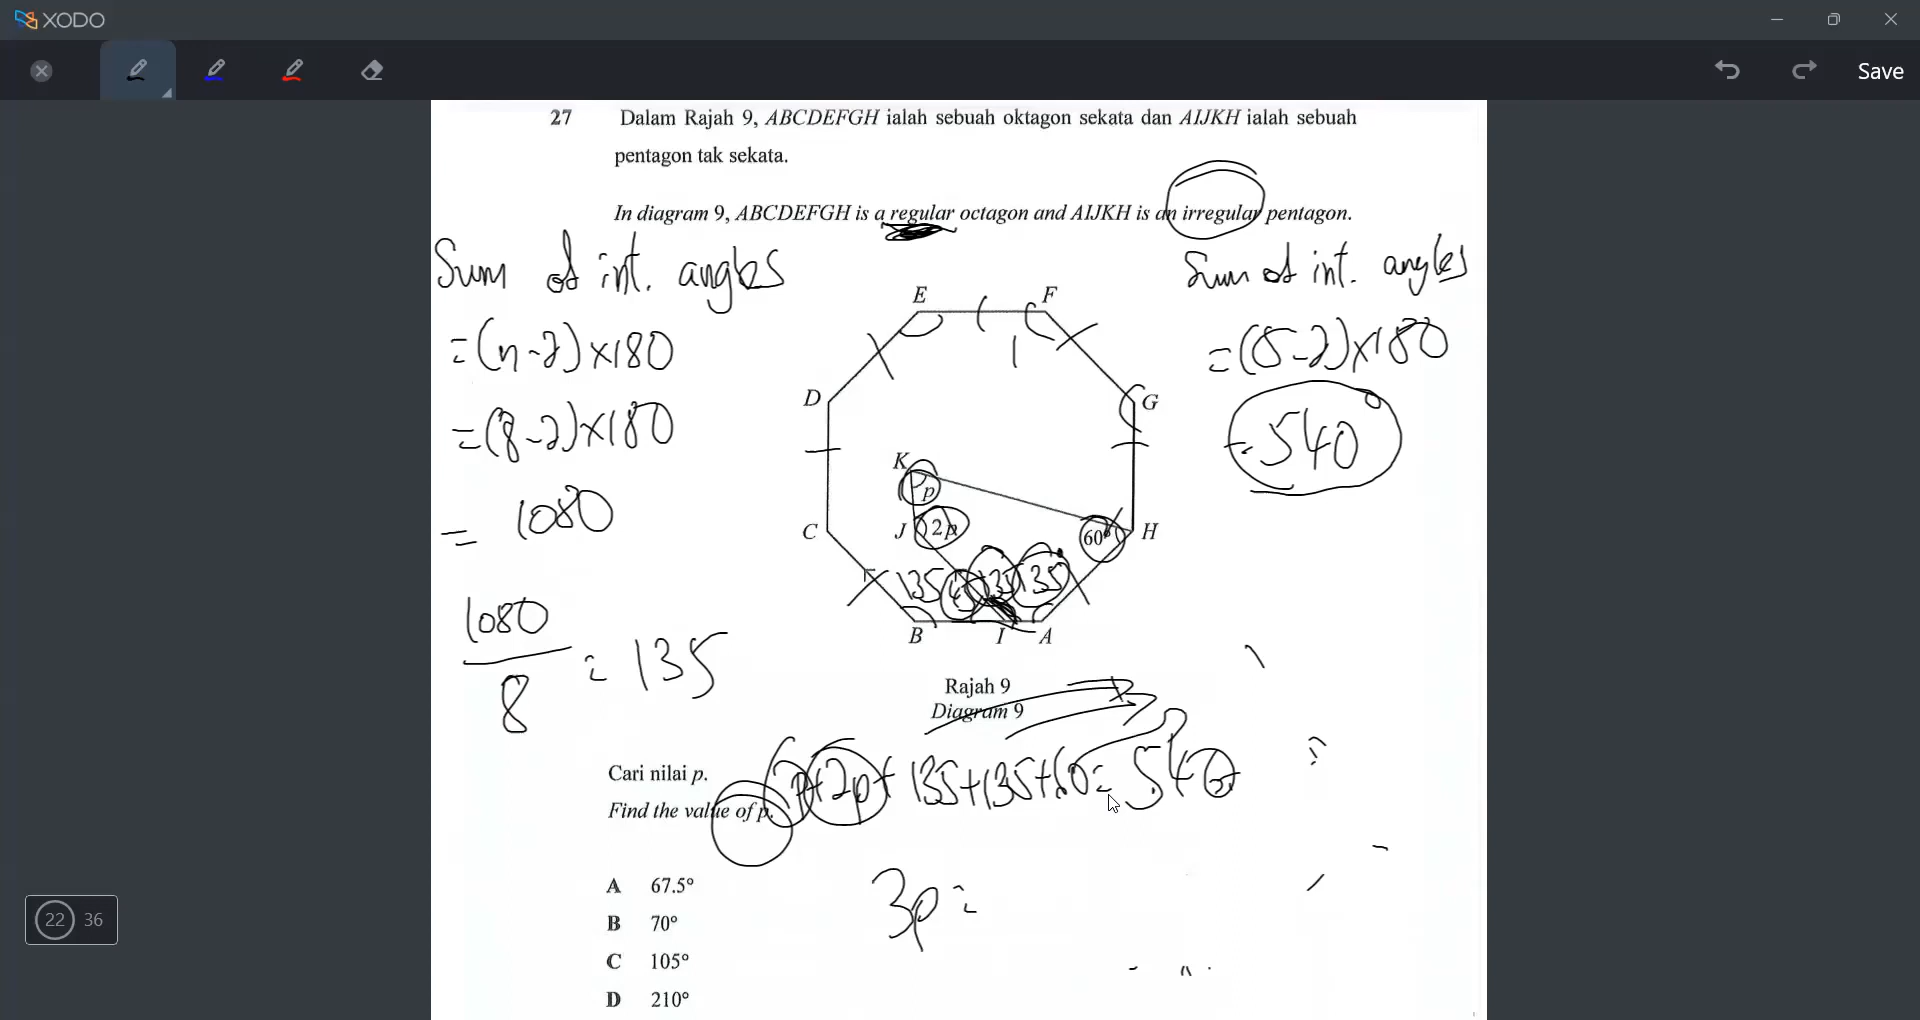 XODO
Save
27 Dalam Rajah 9, ABCDEFGH ialah sebuah oktagon sekata dan AIJKH ialah sebuah
pentagon tak sekata.
In diagram 9, ABCDEFGH is a regular octagon and AIJKH is an irregular pentagon.
Sum of int. angles
= (n-2)×180
= (8-2)×180
= 1080
1080
8
= 135
Sum of int. angles
= (5-2)×180
= 540°
E F
D G
K p
C J 2p 60° H
135 135 135
B I A
Rajah 9
Diagram 9
Cari nilai p.
Find the value of p.
p+2p+135+135+60=540
3p =
A 67.5°
B 70°
C 105°
D 210°
22 36